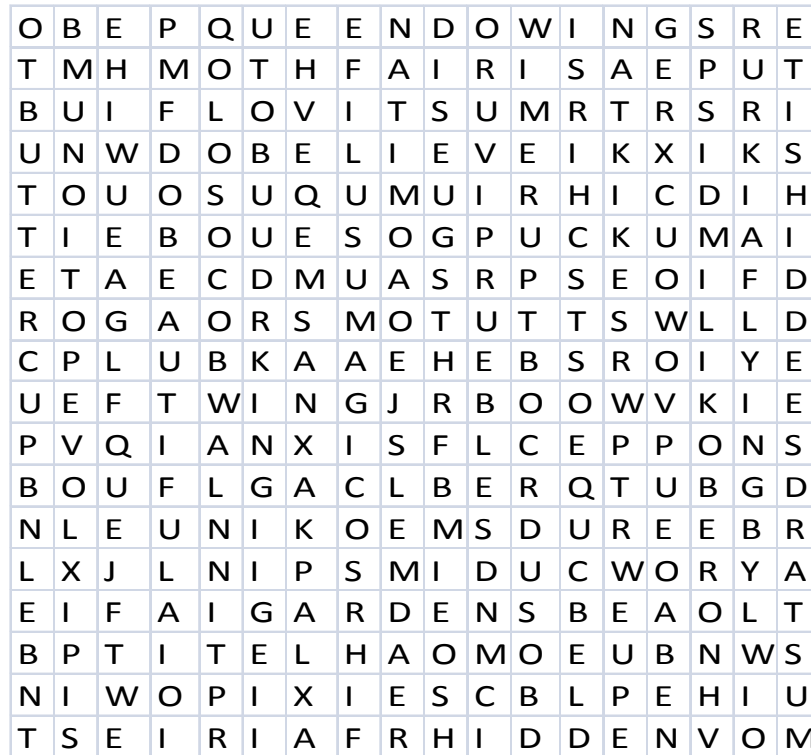 O B E P Q U E E N D O W I N G S R E
T M H M O T H F A I R I S A E P U T
B U I F L O V I T S U M R T R S R I
U N W D O B E L I E V E I K X I K S
T O U O S U Q U M U I R H I C D I H
T I E B O U E S O G P U C K U M A I
E T A E C D M U A S R P S E O I F D
R O G A O R S M O T U T T S W L L D
C P L U B K A A E H E B S R O I Y E
U E F T W I N G J R B O O W V K I E
P V Q I A N X I S F L C E P P O N S
B O U F L G A C L B E R Q T U B G D
N L E U N I K O E M S D U R E E B R
L X J L N I P S M I D U C W O R Y A
E I F A I G A R D E N S B E A O L T
B P T I T E L H A O M O E U B N W S
N I W O P I X I E S C B L P E H I U
T S E I R I A F R H I D D E N V O M